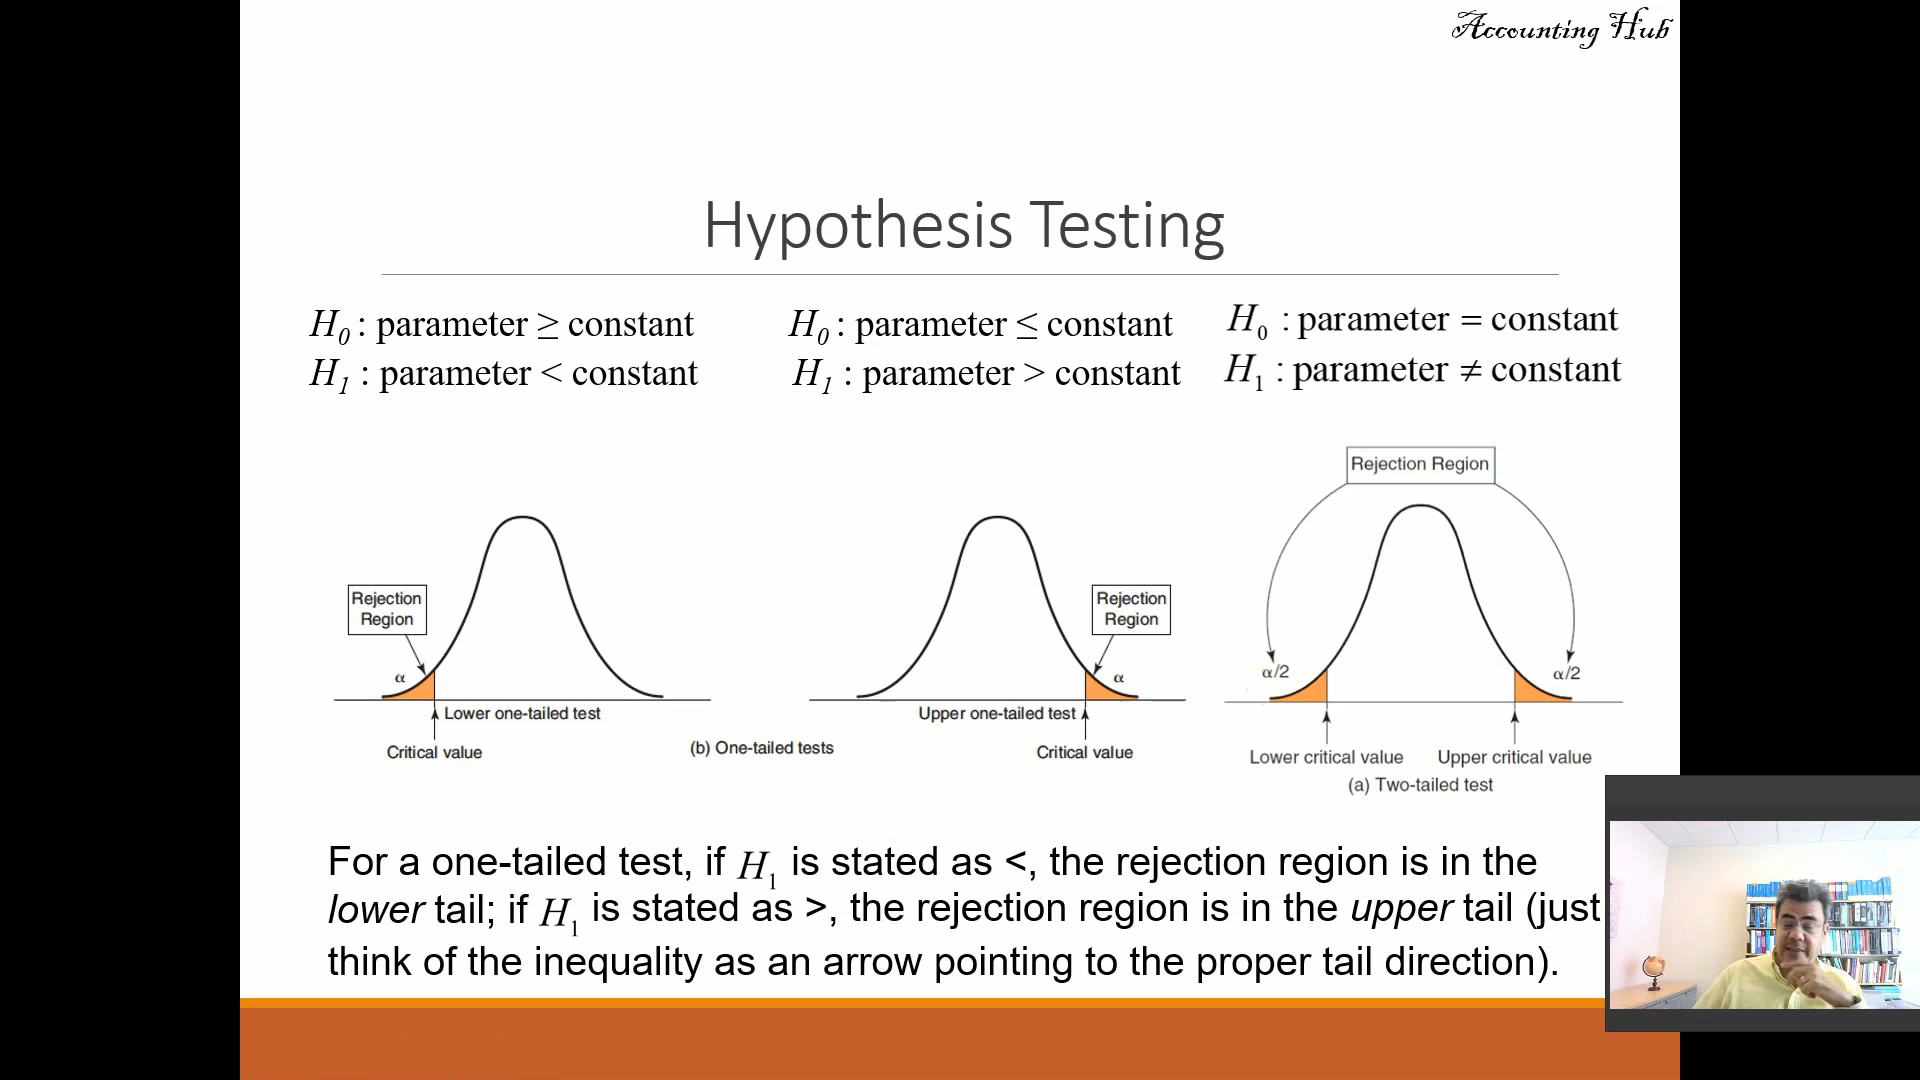 Accounting Hub
Hypothesis Testing
H0 : parameter ≥ constant
H1 : parameter < constant
H0 : parameter ≤ constant
H1 : parameter > constant
H0 : parameter = constant
H1 : parameter ≠ constant
Rejection
Region
α
Lower one-tailed test
Critical value
(b) One-tailed tests
Rejection
Region
α
Upper one-tailed test
Critical value
Rejection Region
α/2
α/2
Lower critical value
Upper critical value
(a) Two-tailed test
For a one-tailed test, if H1 is stated as <, the rejection region is in the
lower tail; if H1 is stated as >, the rejection region is in the upper tail (just
think of the inequality as an arrow pointing to the proper tail direction).